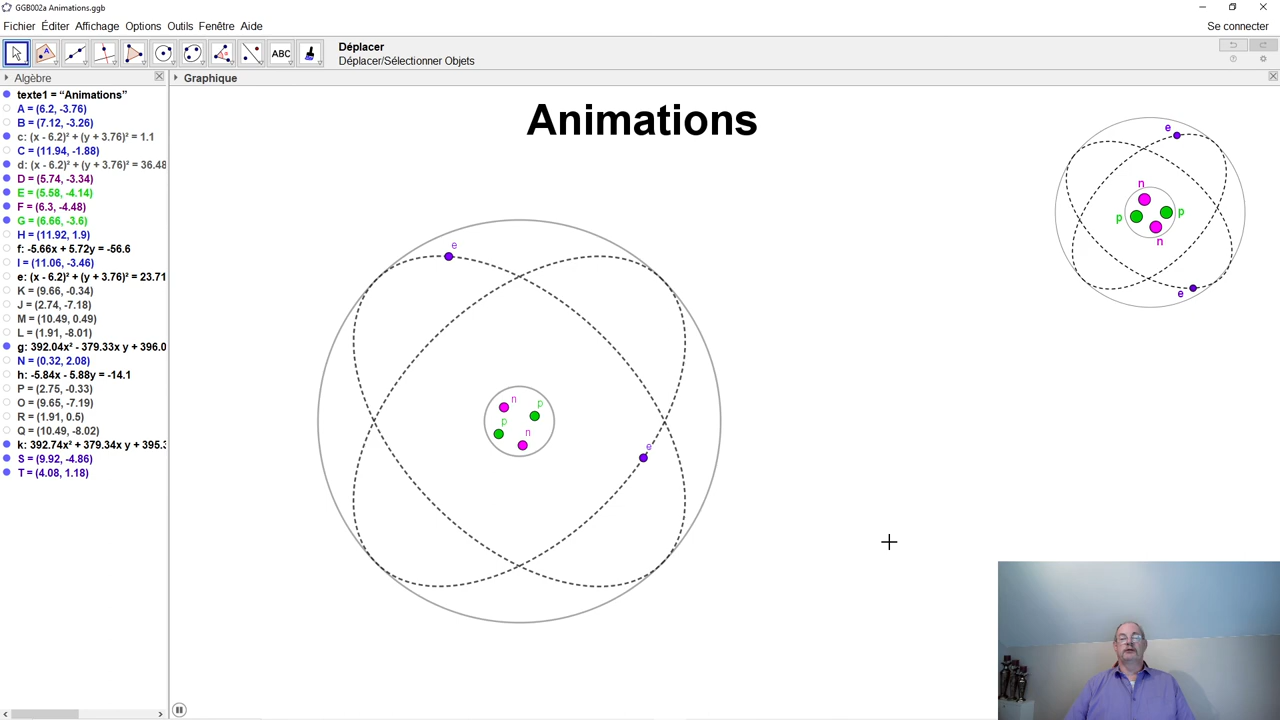 GGB002a Animations.ggb
Fichier Éditer Affichage Options Outils Fenêtre Aide
Se connecter
ABC
Déplacer
Déplacer/Sélectionner Objets
Algèbre
Graphique
texte1 = “Animations”
A = (6.2, -3.76)
B = (7.12, -3.26)
c: (x - 6.2)² + (y + 3.76)² = 1.1
C = (11.94, -1.88)
d: (x - 6.2)² + (y + 3.76)² = 36.48
D = (5.74, -3.34)
E = (5.58, -4.14)
F = (6.3, -4.48)
G = (6.66, -3.6)
H = (11.92, 1.9)
f: -5.66x + 5.72y = -56.6
I = (11.06, -3.46)
e: (x - 6.2)² + (y + 3.76)² = 23.71
K = (9.66, -0.34)
J = (2.74, -7.18)
M = (10.49, 0.49)
L = (1.91, -8.01)
g: 392.04x² - 379.33x y + 396.0
N = (0.32, 2.08)
h: -5.84x - 5.88y = -14.1
P = (2.75, -0.33)
O = (9.65, -7.19)
R = (1.91, 0.5)
Q = (10.49, -8.02)
k: 392.74x² + 379.34x y + 395.3
S = (9.92, -4.86)
T = (4.08, 1.18)
Animations
e
n
p
p
n
e
e
n
p
p
n
e